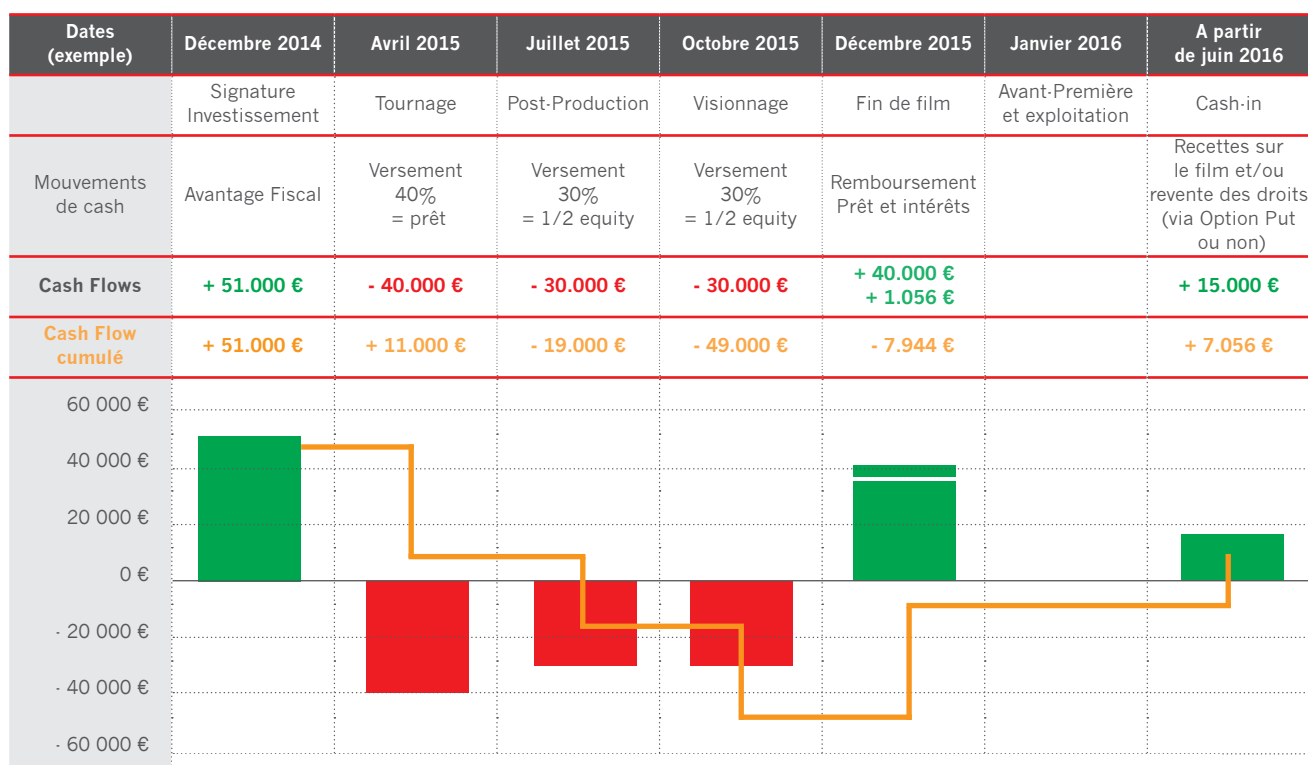 Dates
(exemple)
Décembre 2014
Avril 2015
Juillet 2015
Octobre 2015
Décembre 2015
Janvier 2016
A partir
de juin 2016
Signature
Investissement
Tournage
Post-Production
Visionnage
Fin de film
Avant-Première
et exploitation
Cash-in
Mouvements
de cash
Avantage Fiscal
Versement
40%
= prêt
Versement
30%
= 1/2 equity
Versement
30%
= 1/2 equity
Remboursement
Prêt et intérêts
Recettes sur
le film et/ou
revente des droits
(via Option Put
ou non)
Cash Flows
+ 51.000 €
- 40.000 €
- 30.000 €
- 30.000 €
+ 40.000 €
+ 1.056 €
+ 15.000 €
Cash Flow
cumulé
+ 51.000 €
+ 11.000 €
- 19.000 €
- 49.000 €
- 7.944 €
+ 7.056 €
60 000 €
40 000 €
20 000 €
0 €
- 20 000 €
- 40 000 €
- 60 000 €